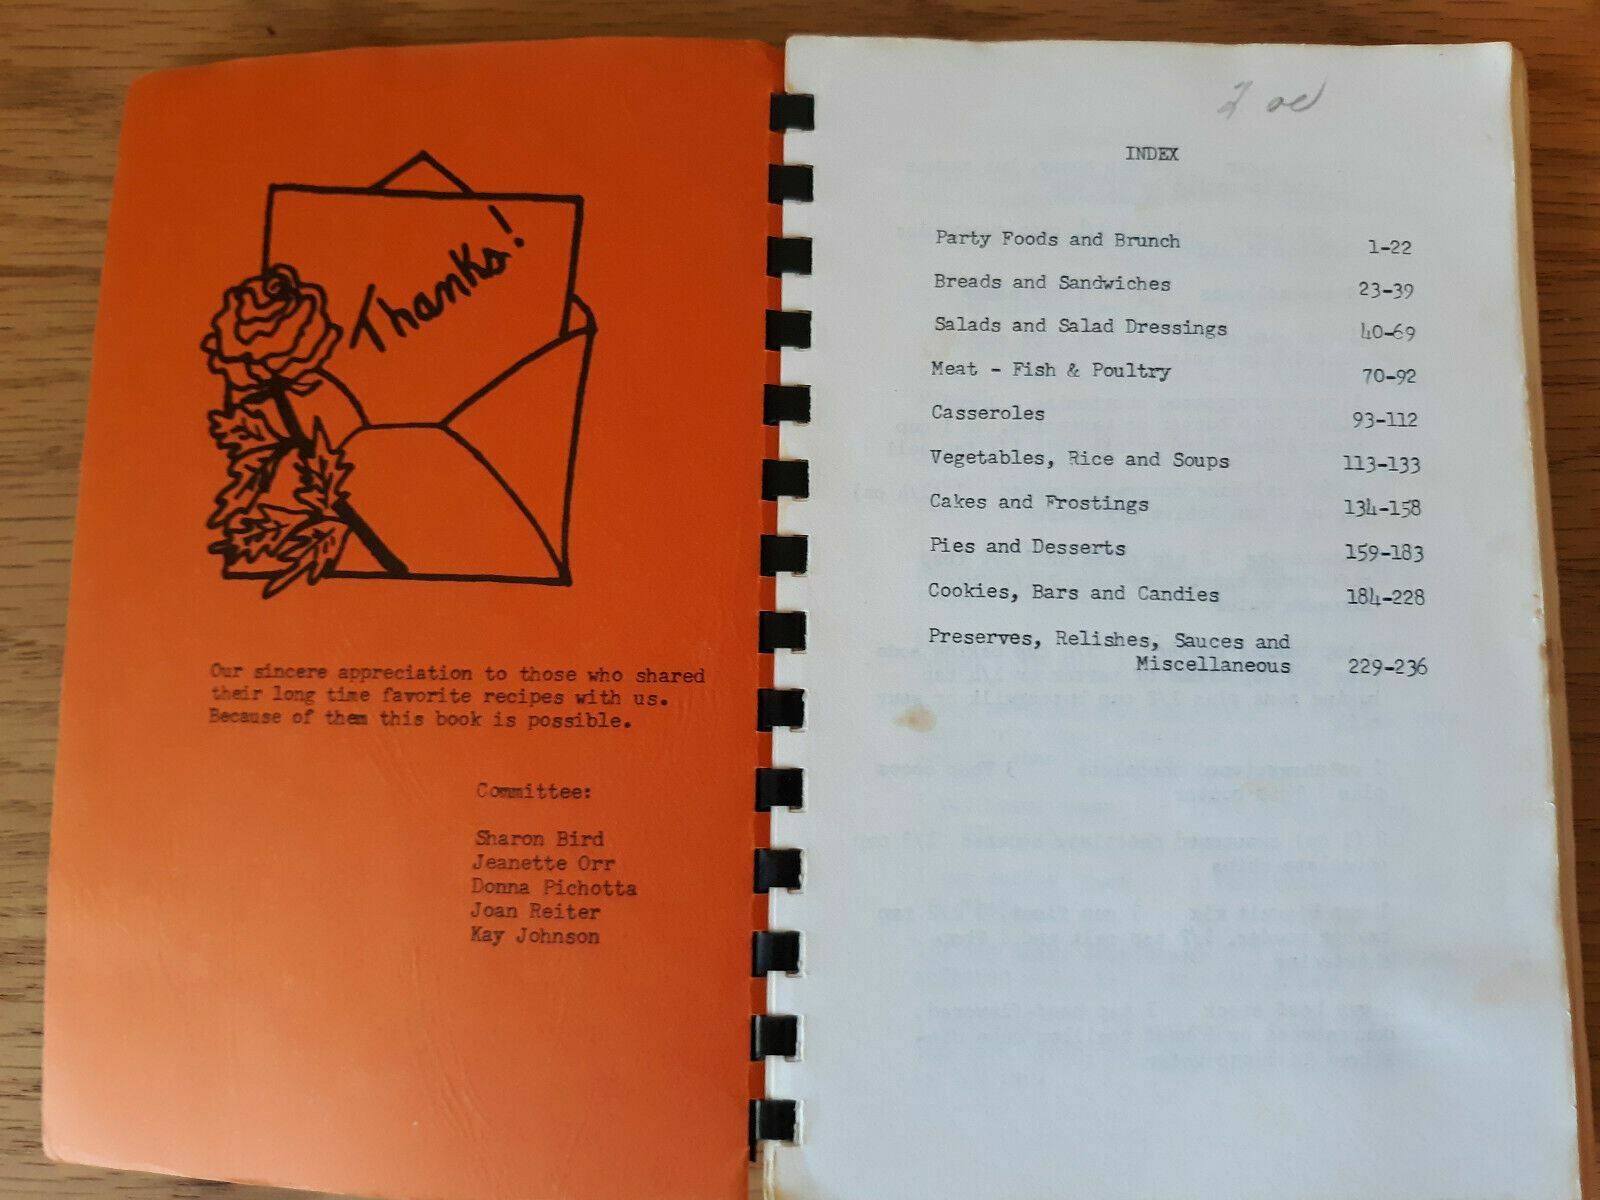 Thanks!
Our sincere appreciation to those who shared
their long time favorite recipes with us.
Because of them this book is possible.
Committee:
Sharon Bird
Jeanette Orr
Donna Pichotta
Joan Reiter
Kay Johnson
INDEX
Party Foods and Brunch 1-22
Breads and Sandwiches 23-39
Salads and Salad Dressings 40-69
Meat - Fish & Poultry 70-92
Casseroles 93-112
Vegetables, Rice and Soups 113-133
Cakes and Frostings 134-158
Pies and Desserts 159-183
Cookies, Bars and Candies 184-228
Preserves, Relishes, Sauces and
Miscellaneous 229-236